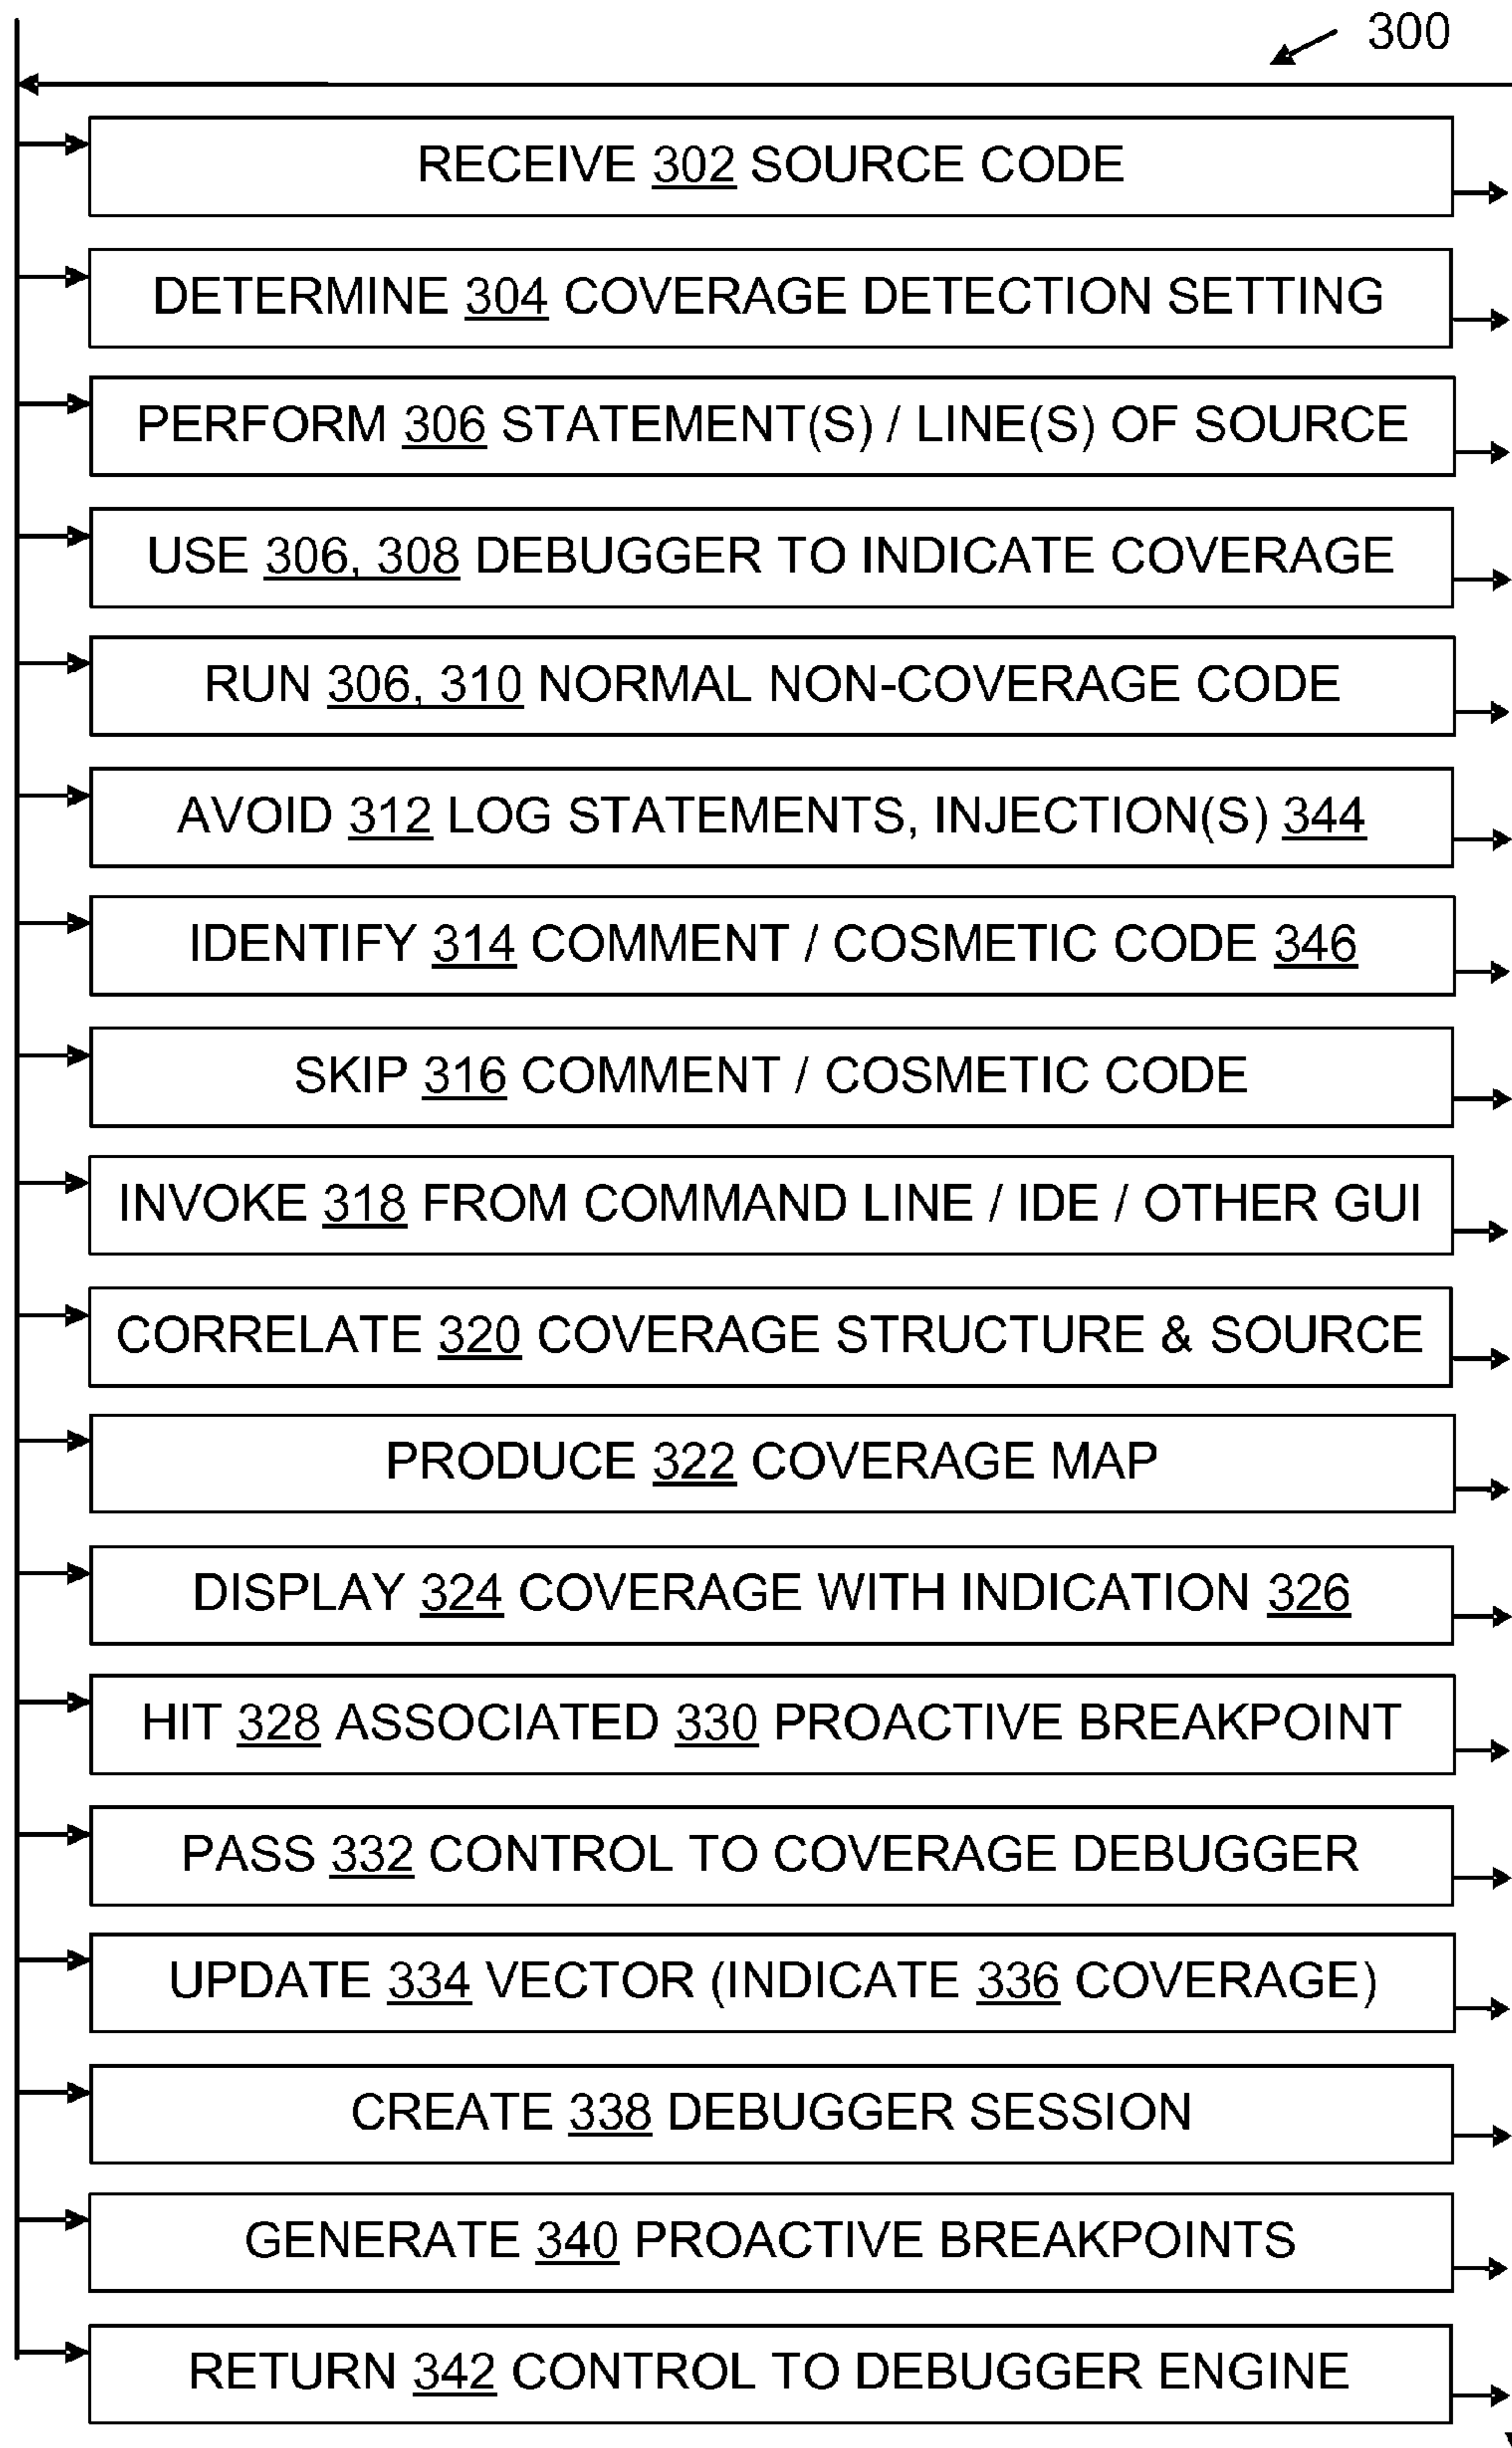 300
RECEIVE 302 SOURCE CODE
DETERMINE 304 COVERAGE DETECTION SETTING
PERFORM 306 STATEMENT(S) / LINE(S) OF SOURCE
USE 306, 308 DEBUGGER TO INDICATE COVERAGE
RUN 306, 310 NORMAL NON-COVERAGE CODE
AVOID 312 LOG STATEMENTS, INJECTION(S) 344
IDENTIFY 314 COMMENT / COSMETIC CODE 346
SKIP 316 COMMENT / COSMETIC CODE
INVOKE 318 FROM COMMAND LINE / IDE / OTHER GUI
CORRELATE 320 COVERAGE STRUCTURE & SOURCE
PRODUCE 322 COVERAGE MAP
DISPLAY 324 COVERAGE WITH INDICATION 326
HIT 328 ASSOCIATED 330 PROACTIVE BREAKPOINT
PASS 332 CONTROL TO COVERAGE DEBUGGER
UPDATE 334 VECTOR (INDICATE 336 COVERAGE)
CREATE 338 DEBUGGER SESSION
GENERATE 340 PROACTIVE BREAKPOINTS
RETURN 342 CONTROL TO DEBUGGER ENGINE